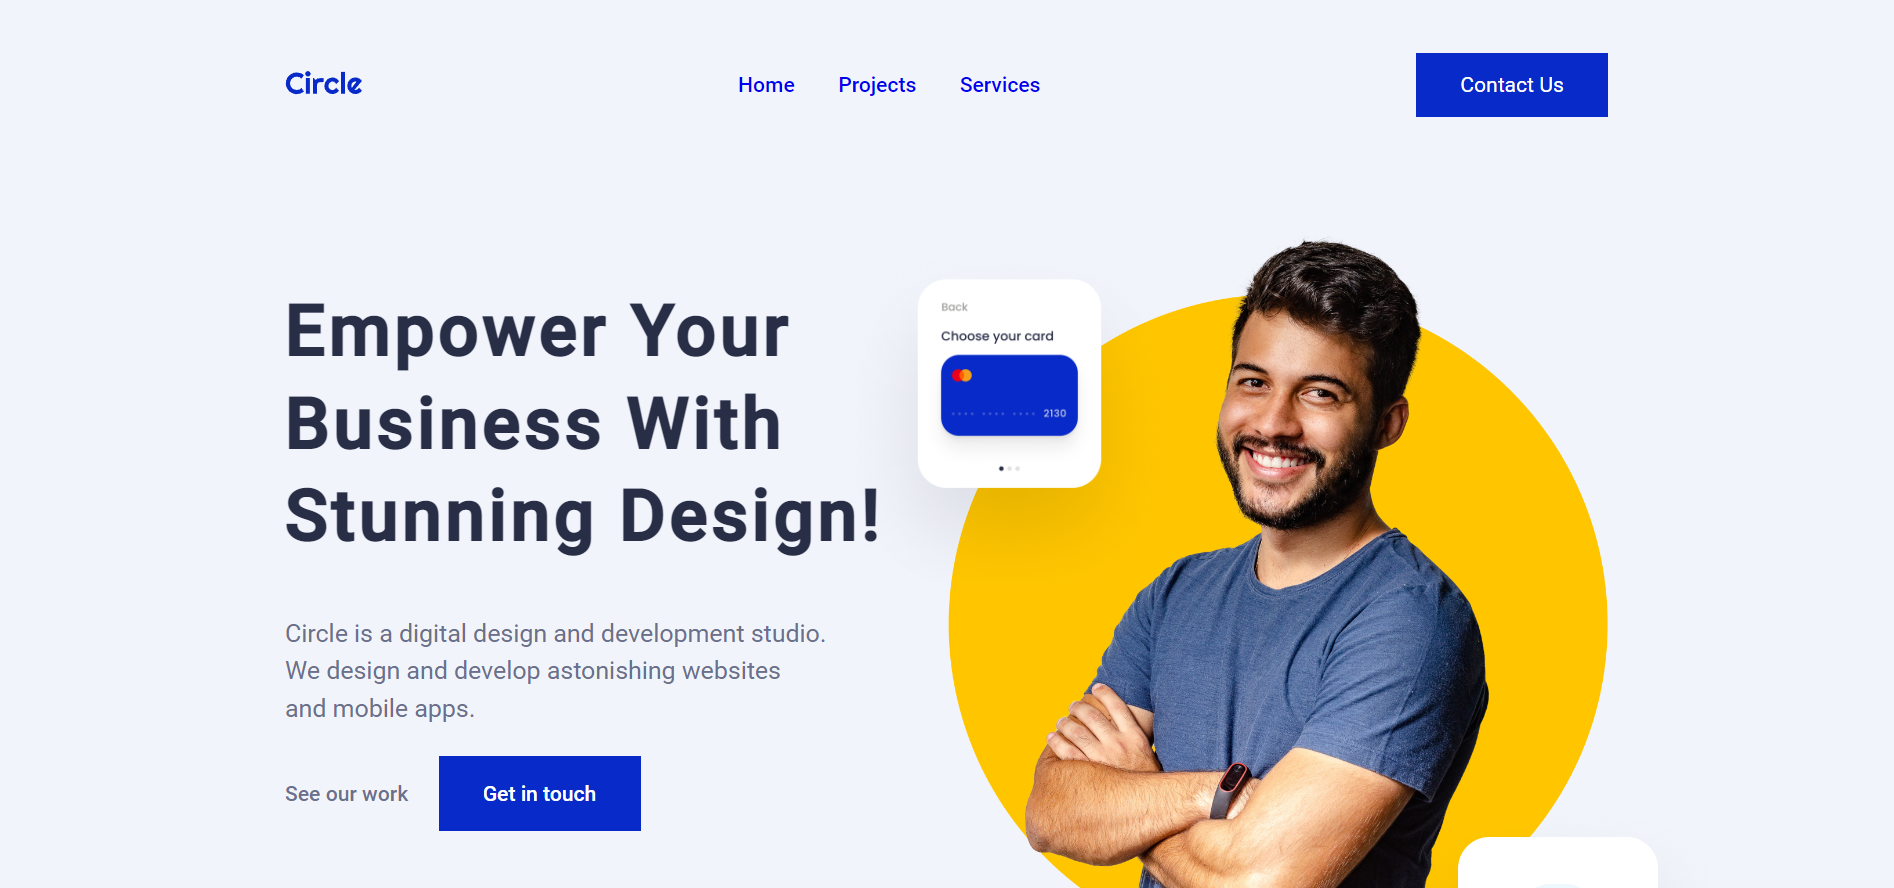 Circle
Home
Projects
Services
Contact Us
Empower Your
Business With
Stunning Design!
Circle is a digital design and development studio.
We design and develop astonishing websites
and mobile apps.
See our work
Get in touch
Back
Choose your card
2130